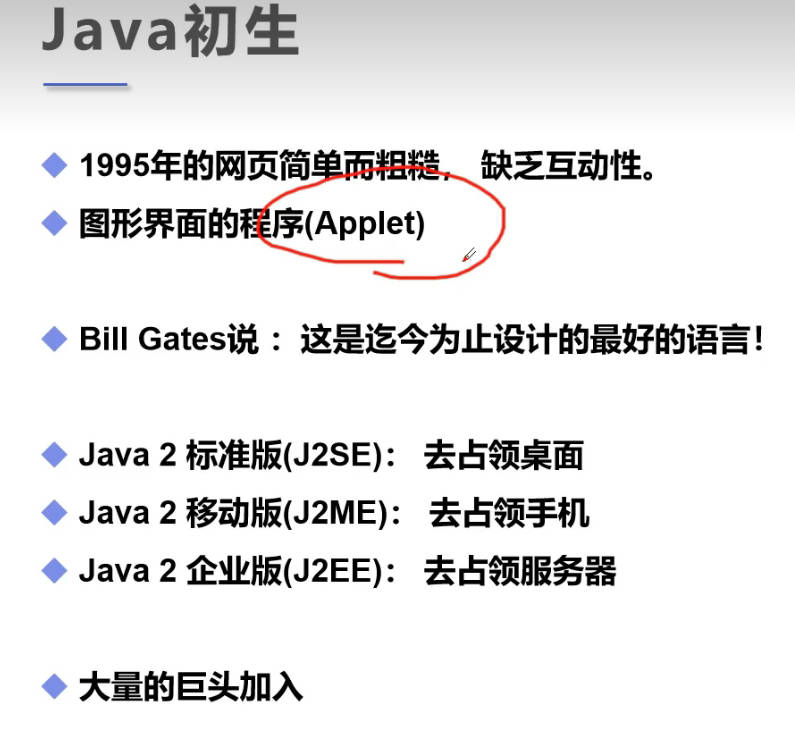 Java初生
1995年的网页简单而粗糙， 缺乏互动性。
图形界面的程序(Applet)
Bill Gates说 ： 这是迄今为止设计的最好的语言！
Java 2 标准版(J2SE)： 去占领桌面
Java 2 移动版(J2ME)： 去占领手机
Java 2 企业版(J2EE)： 去占领服务器
大量的巨头加入